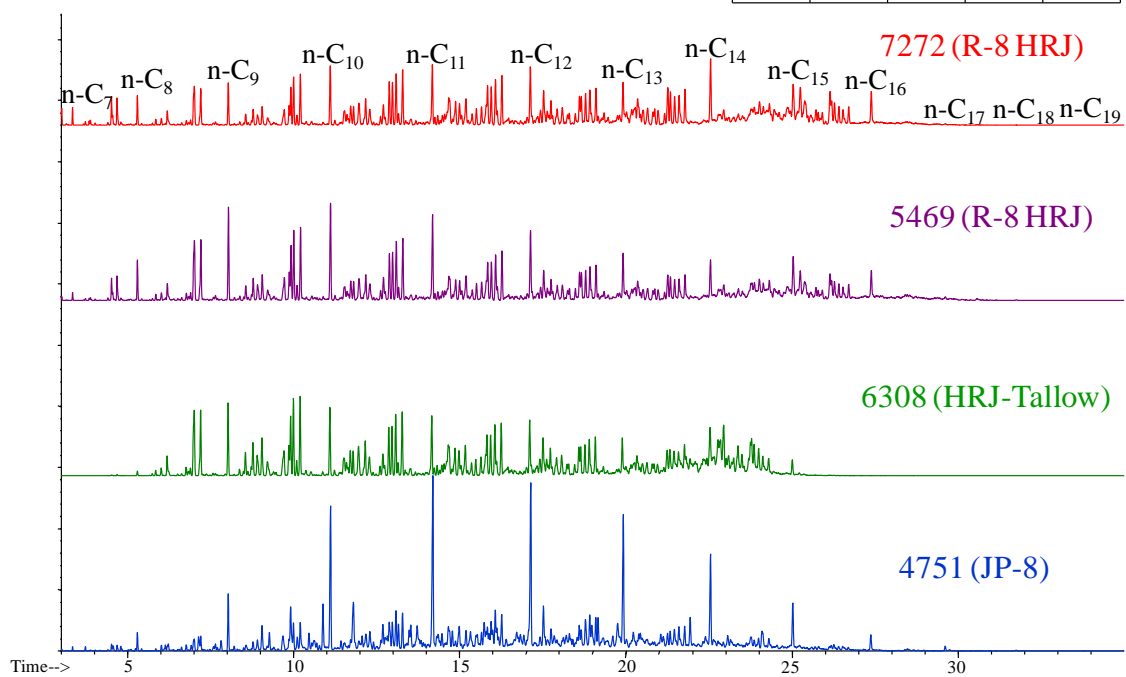 7272 (R-8 HRJ)
n-C7 n-C8 n-C9 n-C10 n-C11 n-C12 n-C13 n-C14 n-C15 n-C16 n-C17 n-C18 n-C19
5469 (R-8 HRJ)
6308 (HRJ-Tallow)
4751 (JP-8)
Time--> 5 10 15 20 25 30